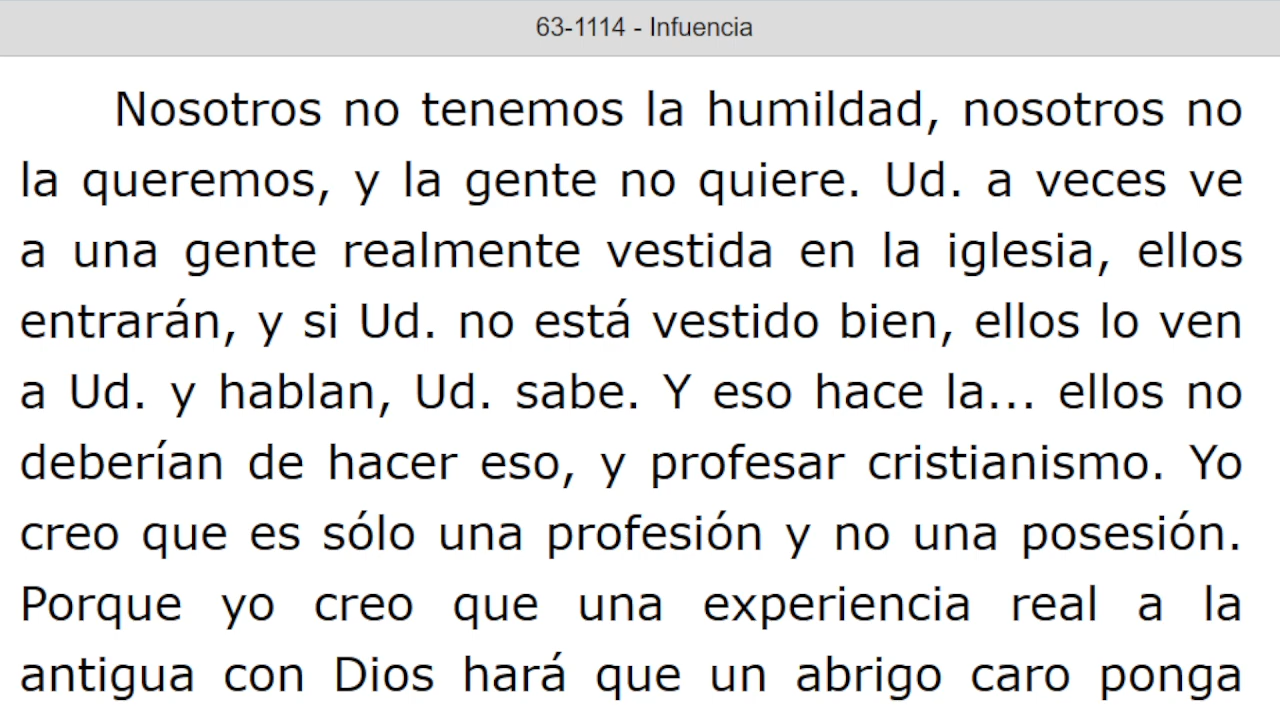 63-1114 - Infuencia
Nosotros no tenemos la humildad, nosotros no
la queremos, y la gente no quiere. Ud. a veces ve
a una gente realmente vestida en la iglesia, ellos
entrarán, y si Ud. no está vestido bien, ellos lo ven
a Ud. y hablan, Ud. sabe. Y eso hace la... ellos no
deberían de hacer eso, y profesar cristianismo. Yo
creo que es sólo una profesión y no una posesión.
Porque yo creo que una experiencia real a la
antigua con Dios hará que un abrigo caro ponga